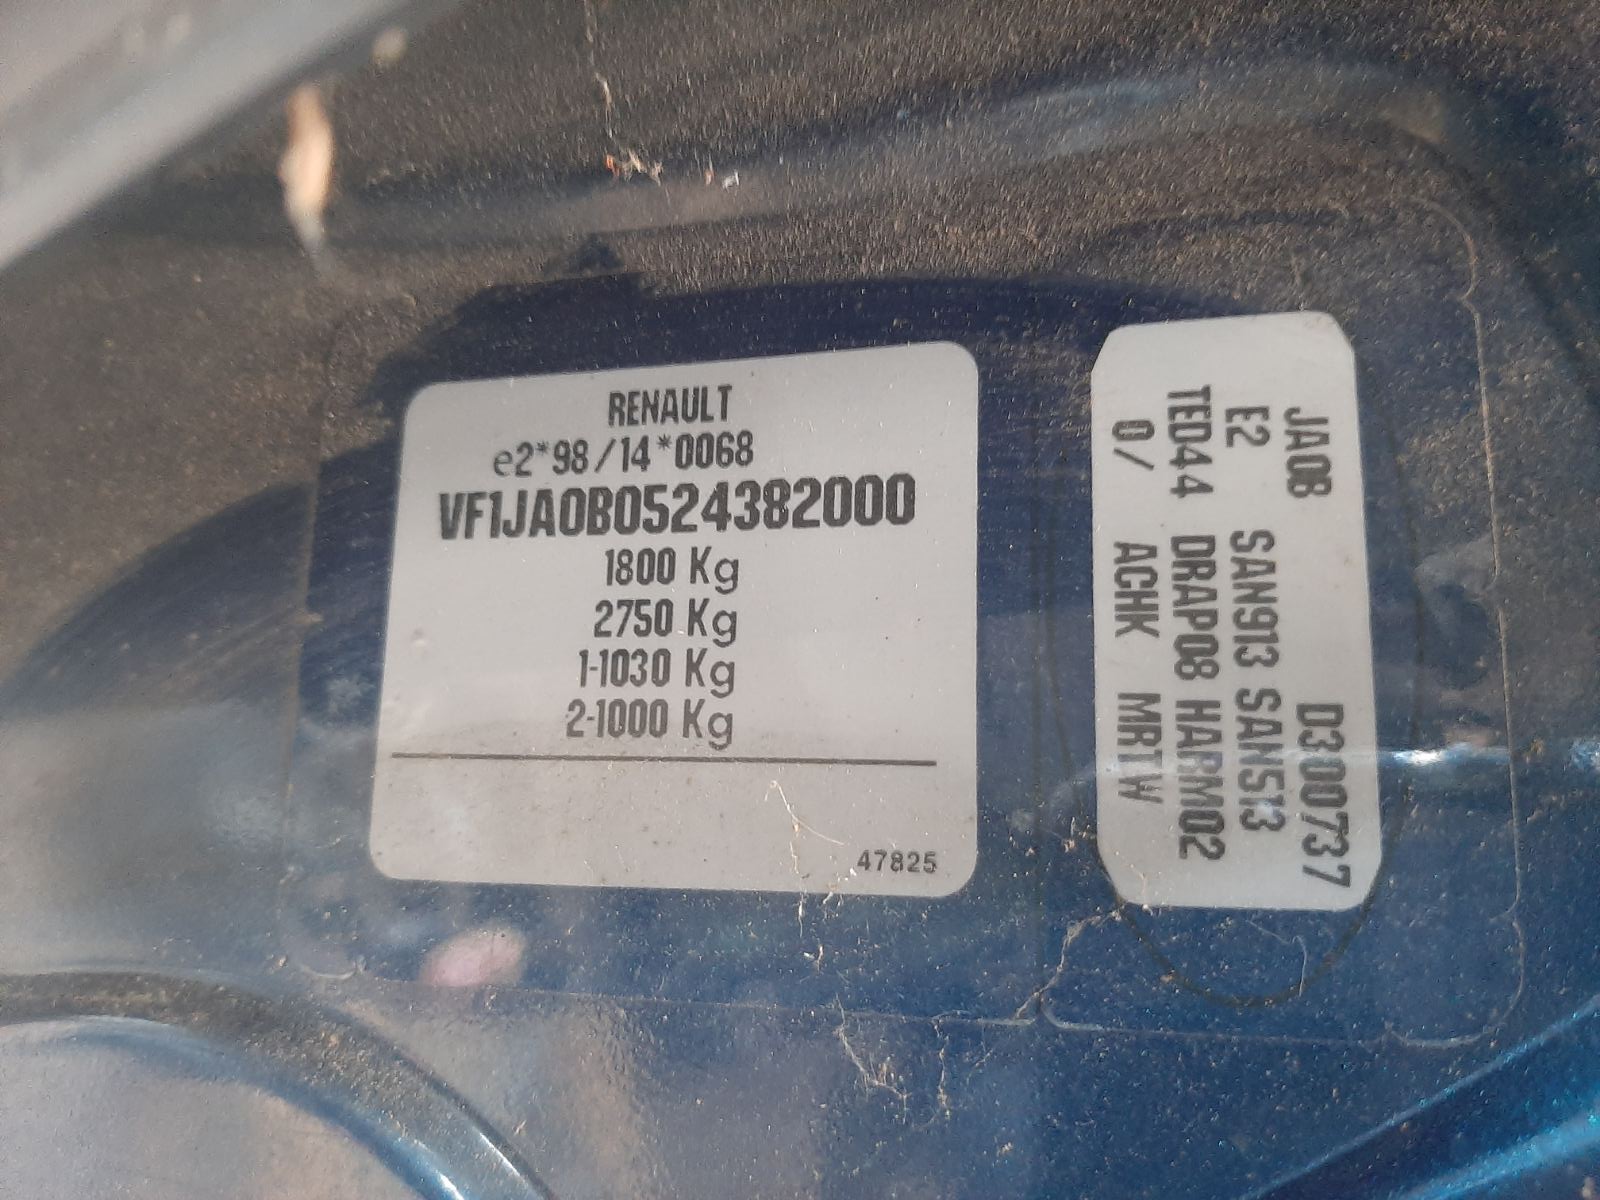 RENAULT
e2*98/14*0068
VF1JA0B0524382000
1800 Kg
2750 Kg
1-1030 Kg
2-1000 Kg
47825
JA0B D300737
E2 SAN913 SAN513
TED44 DRAP08 HARM02
0/ ACHK MRTW